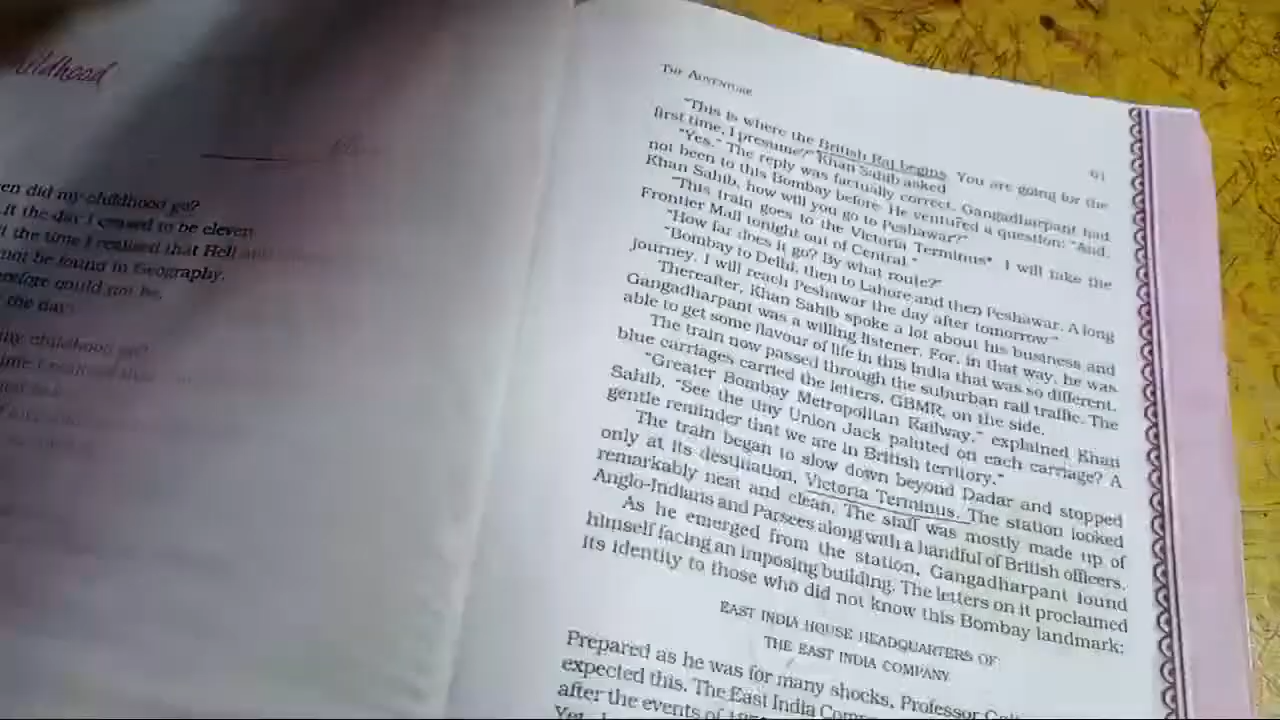 en did my childhood go?
it the day I ceased to be eleven
the time I realised that Hell and
not be found in Geography,
could not be,
the day!
my childhood go?
THE ADVENTURE
61
"This is where the British Raj begins. You are going for the
first time, I presume?" Khan Sahib asked.
"Yes." The reply was factually correct. Gangadharpant had
not been to this Bombay before. He ventured a question: "And,
Khan Sahib, how will you go to Peshawar?"
"This train goes to the Victoria Terminus*. I will take the
Frontier Mail tonight out of Central."
"How far does it go? By what route?"
"Bombay to Delhi, then to Lahore and then Peshawar. A long
journey. I will reach Peshawar the day after tomorrow."
Thereafter, Khan Sahib spoke a lot about his business and
Gangadharpant was a willing listener. For, in that way, he was
able to get some flavour of life in this India that was so different.
The train now passed through the suburban rail traffic. The
blue carriages carried the letters, GBMR, on the side.
"Greater Bombay Metropolitan Railway," explained Khan
Sahib. "See the tiny Union Jack painted on each carriage? A
gentle reminder that we are in British territory."
The train began to slow down beyond Dadar and stopped
only at its destination, Victoria Terminus. The station looked
remarkably neat and clean. The staff was mostly made up of
Anglo-Indians and Parsees along with a handful of British officers.
As he emerged from the station, Gangadharpant found
himself facing an imposing building. The letters on it proclaimed
its identity to those who did not know this Bombay landmark:
EAST INDIA HOUSE HEADQUARTERS OF
THE EAST INDIA COMPANY
Prepared as he was for many shocks, Professor
expected this. The East India
after the events of